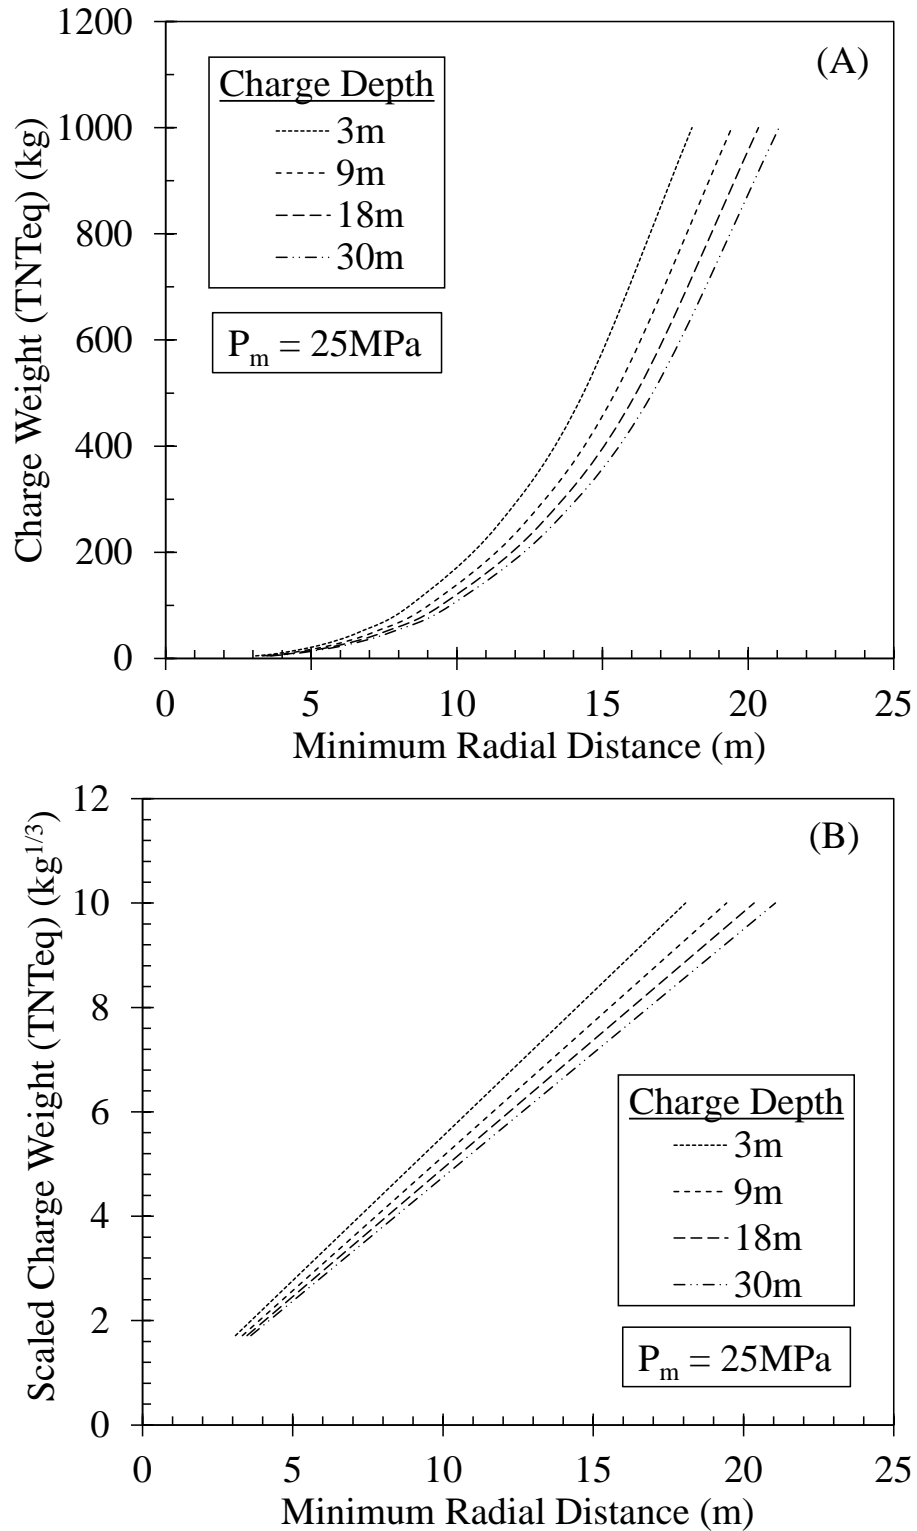 1200
1000
800
600
400
200
0
Charge Weight (TNTeq) (kg)
(A)
Charge Depth
3m
9m
18m
30m
Pm = 25MPa
0 5 10 15 20 25
Minimum Radial Distance (m)
12
10
8
6
4
2
0
Scaled Charge Weight (TNTeq) (kg^1/3)
(B)
Charge Depth
3m
9m
18m
30m
Pm = 25MPa
0 5 10 15 20 25
Minimum Radial Distance (m)